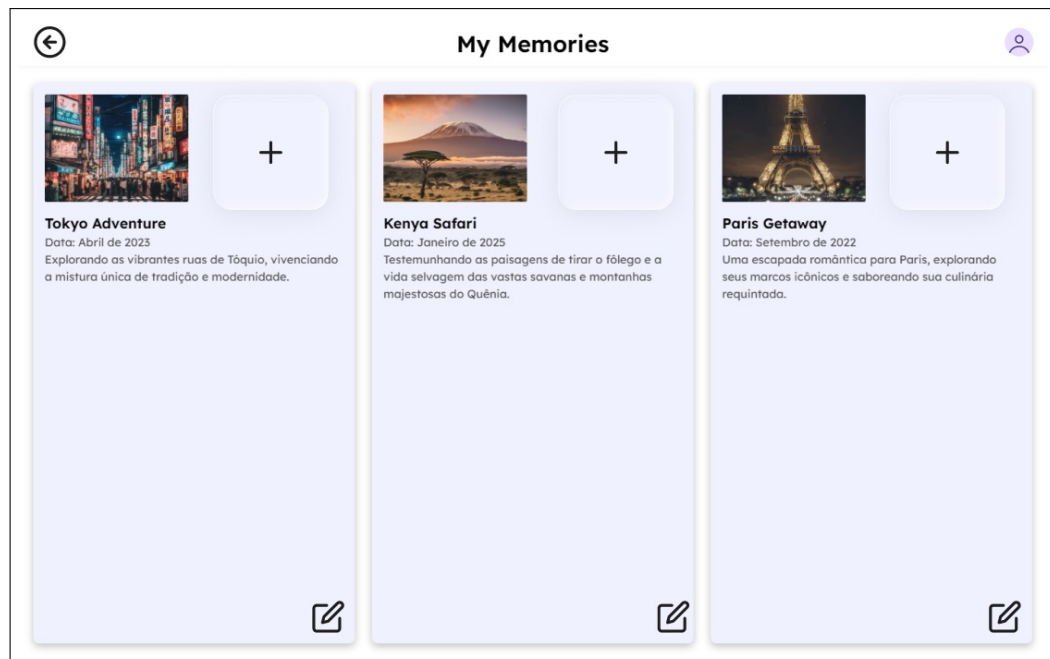 My Memories
Tokyo Adventure
Data: Abril de 2023
Explorando as vibrantes ruas de Tóquio, vivenciando
a mistura única de tradição e modernidade.
Kenya Safari
Data: Janeiro de 2025
Testemunhando as paisagens de tirar o fôlego e a
vida selvagem das vastas savanas e montanhas
majestosas do Quênia.
Paris Getaway
Data: Setembro de 2022
Uma escapada romântica para Paris, explorando
seus marcos icônicos e saboreando sua culinária
requintada.